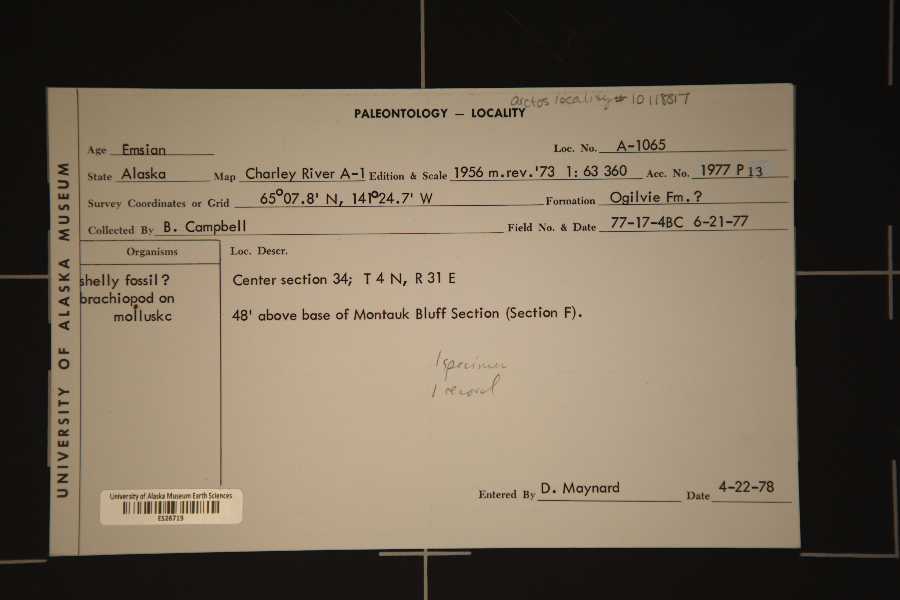 arctos locality # 10118817
PALEONTOLOGY — LOCALITY
UNIVERSITY OF ALASKA MUSEUM
Age Emsian Loc. No. A-1065
State Alaska Map Charley River A-1 Edition & Scale 1956 m.rev.'73 1: 63 360 Acc. No. 1977 P 13
Survey Coordinates or Grid 65°07.8' N, 141°24.7' W Formation Ogilvie Fm.?
Collected By B. Campbell Field No. & Date 77-17-4BC 6-21-77
Organisms Loc. Descr.
shelly fossil? Center section 34; T 4 N, R 31 E
brachiopod on
molluskc 48' above base of Montauk Bluff Section (Section F).
1 specimen
1 record
Entered By D. Maynard Date 4-22-78
University of Alaska Museum Earth Sciences
ES26719